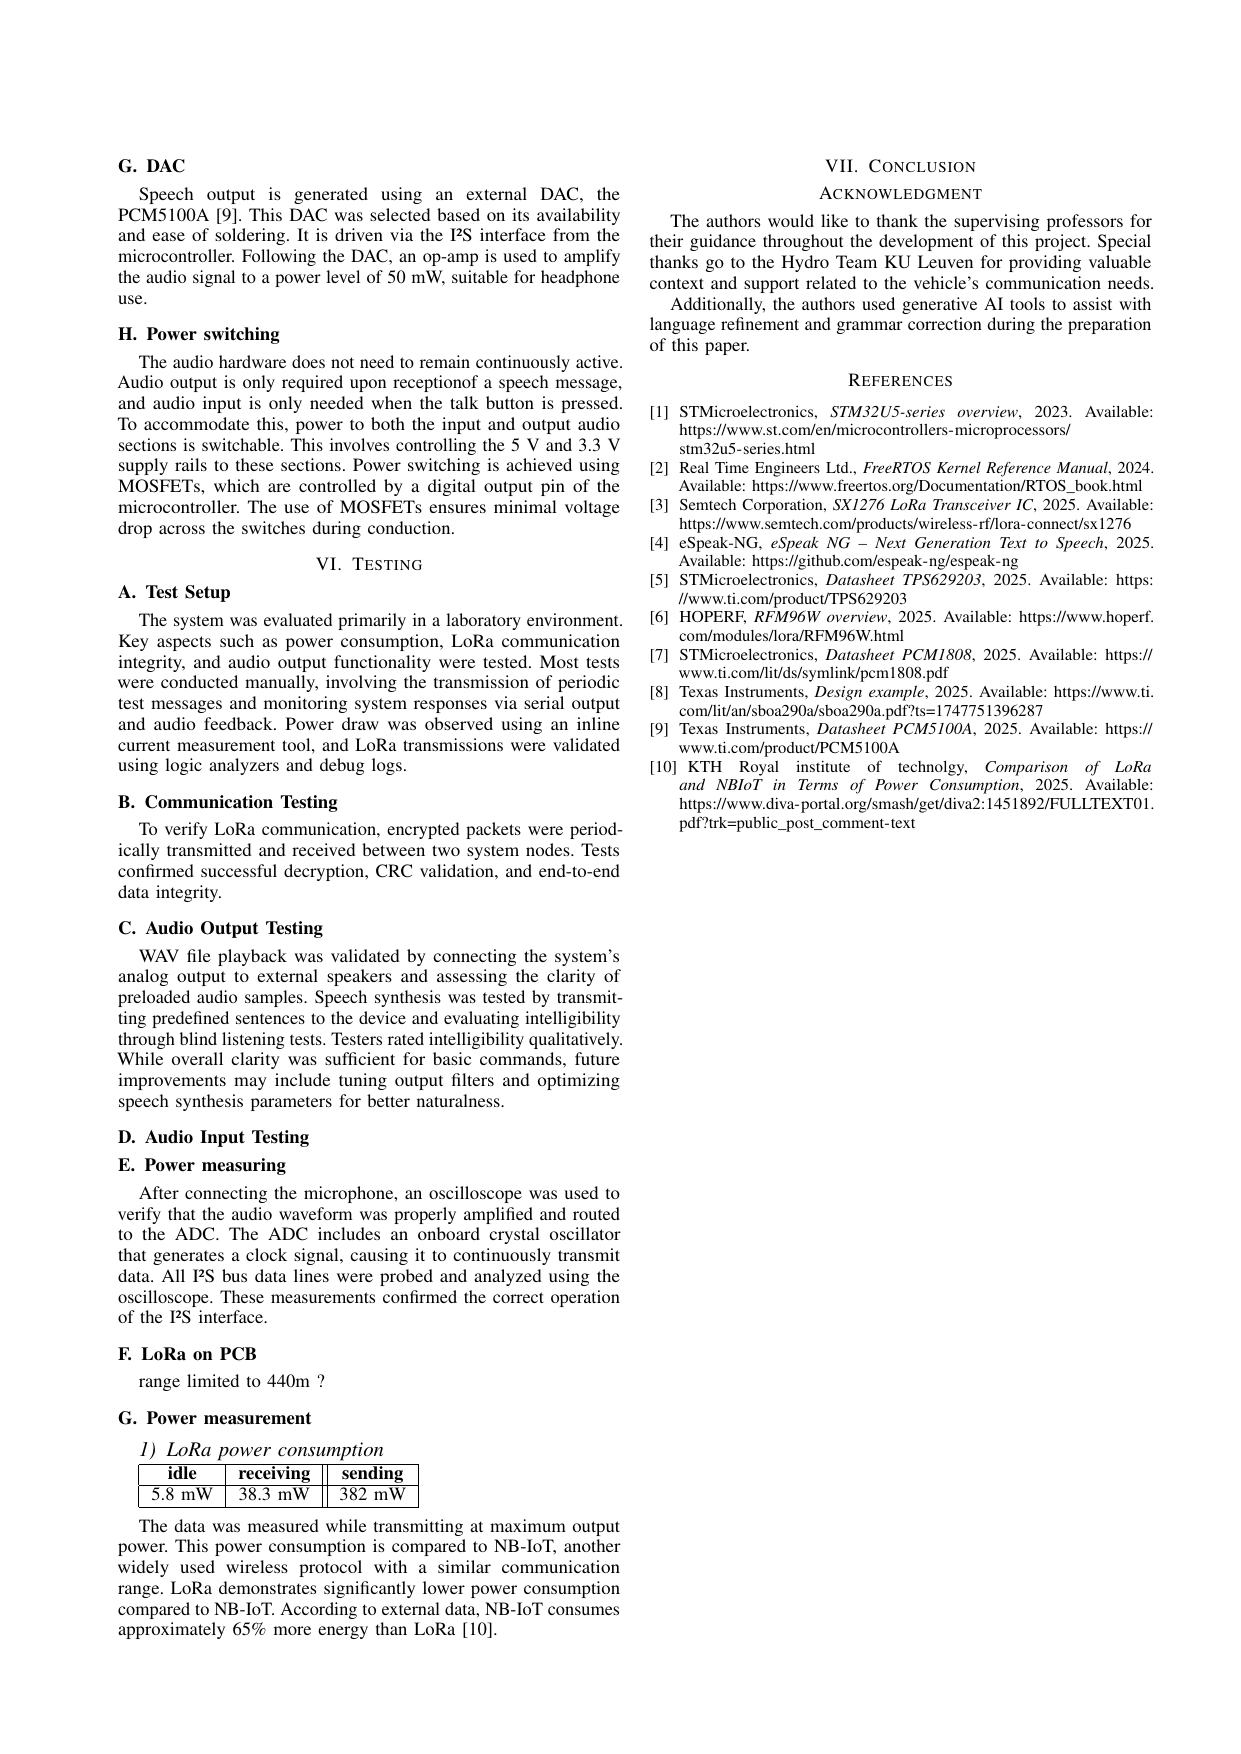 G. DAC
Speech output is generated using an external DAC, the
PCM5100A [9]. This DAC was selected based on its availability
and ease of soldering. It is driven via the I²S interface from the
microcontroller. Following the DAC, an op-amp is used to amplify
the audio signal to a power level of 50 mW, suitable for headphone
use.
H. Power switching
The audio hardware does not need to remain continuously active.
Audio output is only required upon receptionof a speech message,
and audio input is only needed when the talk button is pressed.
To accommodate this, power to both the input and output audio
sections is switchable. This involves controlling the 5 V and 3.3 V
supply rails to these sections. Power switching is achieved using
MOSFETs, which are controlled by a digital output pin of the
microcontroller. The use of MOSFETs ensures minimal voltage
drop across the switches during conduction.
VI. TESTING
A. Test Setup
The system was evaluated primarily in a laboratory environment.
Key aspects such as power consumption, LoRa communication
integrity, and audio output functionality were tested. Most tests
were conducted manually, involving the transmission of periodic
test messages and monitoring system responses via serial output
and audio feedback. Power draw was observed using an inline
current measurement tool, and LoRa transmissions were validated
using logic analyzers and debug logs.
B. Communication Testing
To verify LoRa communication, encrypted packets were period-
ically transmitted and received between two system nodes. Tests
confirmed successful decryption, CRC validation, and end-to-end
data integrity.
C. Audio Output Testing
WAV file playback was validated by connecting the system's
analog output to external speakers and assessing the clarity of
preloaded audio samples. Speech synthesis was tested by transmit-
ting predefined sentences to the device and evaluating intelligibility
through blind listening tests. Testers rated intelligibility qualitatively.
While overall clarity was sufficient for basic commands, future
improvements may include tuning output filters and optimizing
speech synthesis parameters for better naturalness.
D. Audio Input Testing
E. Power measuring
After connecting the microphone, an oscilloscope was used to
verify that the audio waveform was properly amplified and routed
to the ADC. The ADC includes an onboard crystal oscillator
that generates a clock signal, causing it to continuously transmit
data. All I²S bus data lines were probed and analyzed using the
oscilloscope. These measurements confirmed the correct operation
of the I²S interface.
F. LoRa on PCB
range limited to 440m ?
G. Power measurement
1) LoRa power consumption
idle receiving sending
5.8 mW 38.3 mW 382 mW
The data was measured while transmitting at maximum output
power. This power consumption is compared to NB-IoT, another
widely used wireless protocol with a similar communication
range. LoRa demonstrates significantly lower power consumption
compared to NB-IoT. According to external data, NB-IoT consumes
approximately 65% more energy than LoRa [10].
VII. CONCLUSION
ACKNOWLEDGMENT
The authors would like to thank the supervising professors for
their guidance throughout the development of this project. Special
thanks go to the Hydro Team KU Leuven for providing valuable
context and support related to the vehicle's communication needs.
Additionally, the authors used generative AI tools to assist with
language refinement and grammar correction during the preparation
of this paper.
REFERENCES
[1] STMicroelectronics, STM32U5-series overview, 2023. Available:
https://www.st.com/en/microcontrollers-microprocessors/
stm32u5-series.html
[2] Real Time Engineers Ltd., FreeRTOS Kernel Reference Manual, 2024.
Available: https://www.freertos.org/Documentation/RTOS_book.html
[3] Semtech Corporation, SX1276 LoRa Transceiver IC, 2025. Available:
https://www.semtech.com/products/wireless-rf/lora-connect/sx1276
[4] eSpeak-NG, eSpeak NG – Next Generation Text to Speech, 2025.
Available: https://github.com/espeak-ng/espeak-ng
[5] STMicroelectronics, Datasheet TPS629203, 2025. Available: https:
//www.ti.com/product/TPS629203
[6] HOPERF, RFM96W overview, 2025. Available: https://www.hoperf.
com/modules/lora/RFM96W.html
[7] STMicroelectronics, Datasheet PCM1808, 2025. Available: https://
www.ti.com/lit/ds/symlink/pcm1808.pdf
[8] Texas Instruments, Design example, 2025. Available: https://www.ti.
com/lit/an/sboa290a/sboa290a.pdf?ts=1747751396287
[9] Texas Instruments, Datasheet PCM5100A, 2025. Available: https://
www.ti.com/product/PCM5100A
[10] KTH Royal institute of technolgy, Comparison of LoRa
and NBIoT in Terms of Power Consumption, 2025. Available:
https://www.diva-portal.org/smash/get/diva2:1451892/FULLTEXT01.
pdf?trk=public_post_comment-text